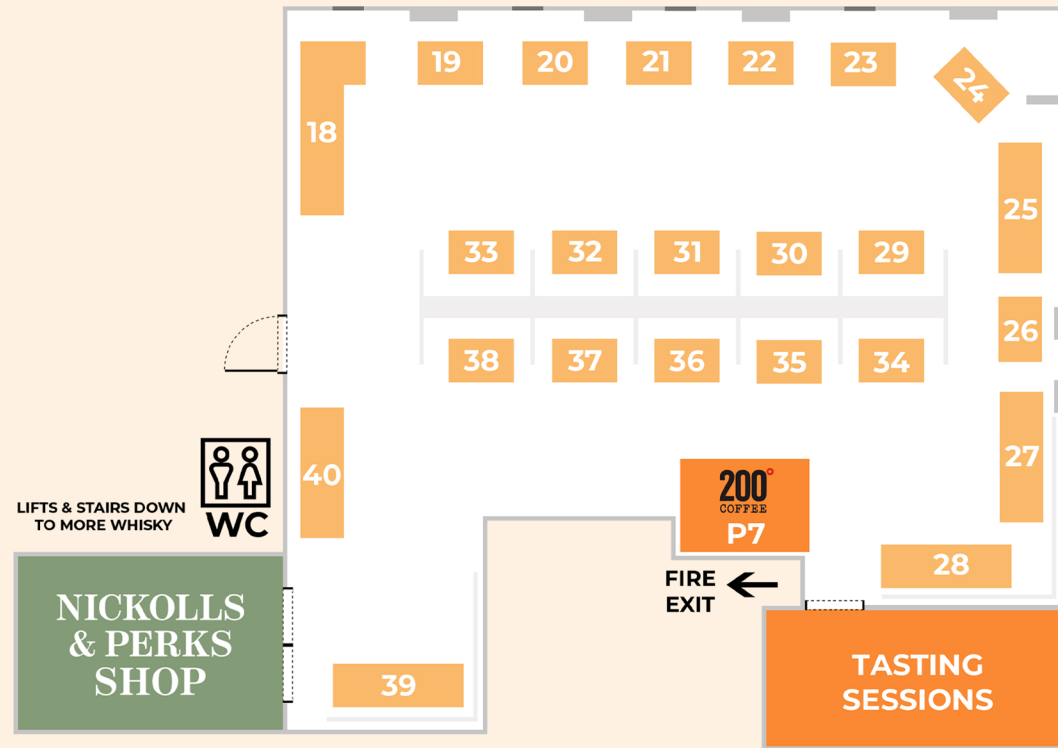 19
20
21
22
23
24
18
25
33
32
31
30
29
26
38
37
36
35
34
27
40
200°
COFFEE
P7
LIFTS & STAIRS DOWN
TO MORE WHISKY
WC
28
FIRE
EXIT
NICKOLLS
& PERKS
SHOP
39
TASTING
SESSIONS